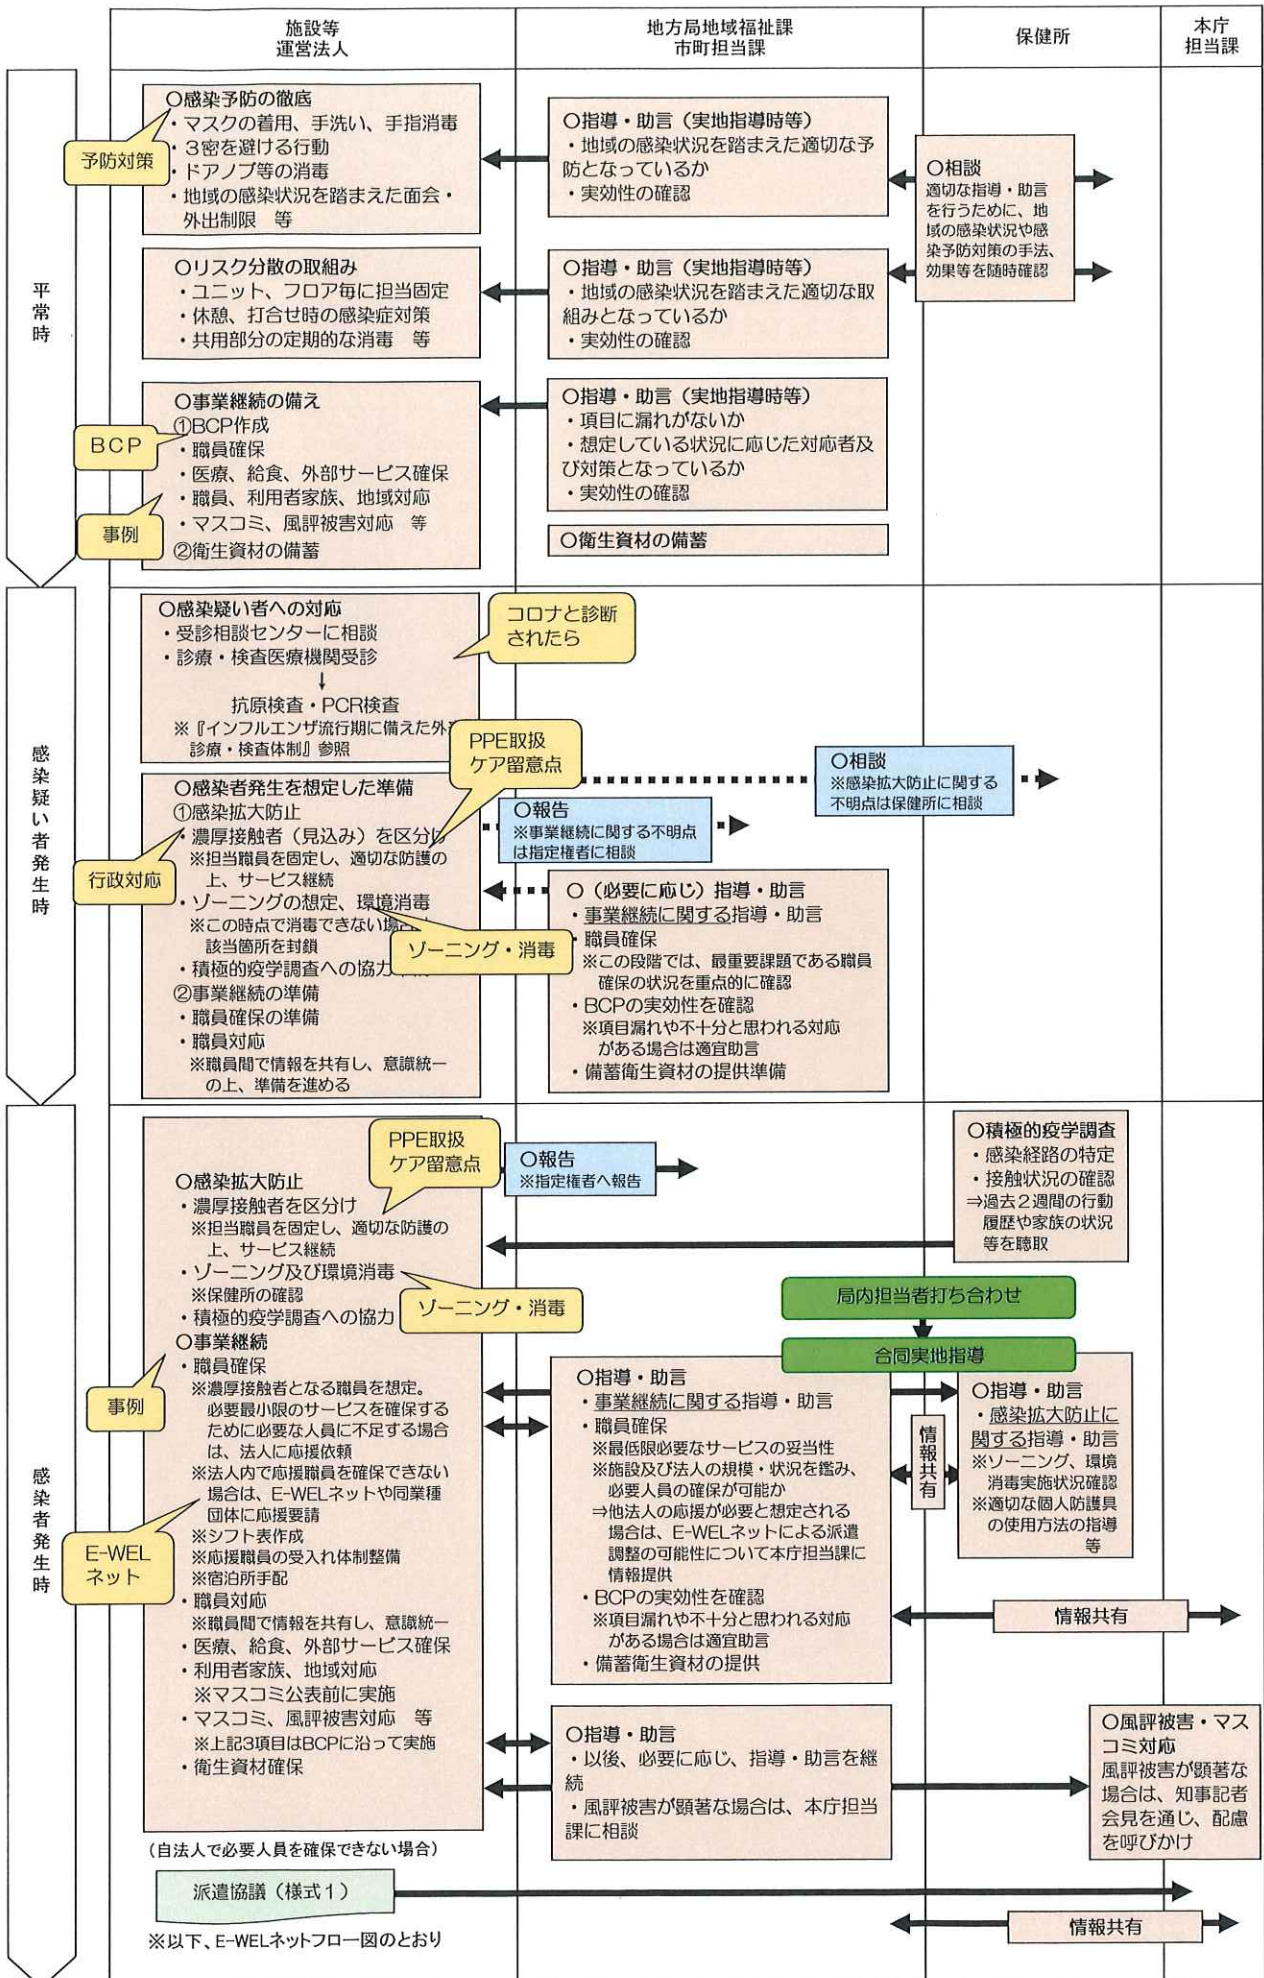 施設等
運営法人
地方局地域福祉課
市町担当課
保健所
本庁
担当課
平常時
予防対策
○感染予防の徹底
・マスクの着用、手洗い、手指消毒
・3密を避ける行動
・ドアノブ等の消毒
・地域の感染状況を踏まえた面会・
外出制限　等
○指導・助言（実地指導時等）
・地域の感染状況を踏まえた適切な予
防となっているか
・実効性の確認
○相談
適切な指導・助言
を行うために、地
域の感染状況や感
染予防対策の手法、
効果等を随時確認
○リスク分散の取組み
・ユニット、フロア毎に担当固定
・休憩、打合せ時の感染症対策
・共用部分の定期的な消毒　等
○指導・助言（実地指導時等）
・地域の感染状況を踏まえた適切な取
組みとなっているか
・実効性の確認
BCP
事例
○事業継続の備え
①BCP作成
・職員確保
・医療、給食、外部サービス確保
・職員、利用者家族、地域対応
・マスコミ、風評被害対応　等
②衛生資材の備蓄
○指導・助言（実地指導時等）
・項目に漏れがないか
・想定している状況に応じた対応者及
び対策となっているか
・実効性の確認
○衛生資材の備蓄
感染疑い者発生時
○感染疑い者への対応
・受診相談センターに相談
・診療・検査医療機関受診
↓
抗原検査・PCR検査
※『インフルエンザ流行期に備えた外
診療・検査体制』参照
コロナと診断
されたら
PPE取扱
ケア留意点
行政対応
○感染者発生を想定した準備
①感染拡大防止
・濃厚接触者（見込み）を区分け
※担当職員を固定し、適切な防護の
上、サービス継続
・ゾーニングの想定、環境消毒
※この時点で消毒できない場合
該当箇所を封鎖
・積極的疫学調査への協力
②事業継続の準備
・職員確保の準備
・職員対応
※職員間で情報を共有し、意識統一
の上、準備を進める
ゾーニング・消毒
○報告
※事業継続に関する不明点
は指定権者に相談
○相談
※感染拡大防止に関する
不明点は保健所に相談
○（必要に応じ）指導・助言
・事業継続に関する指導・助言
・職員確保
※この段階では、最重要課題である職員
確保の状況を重点的に確認
・BCPの実効性を確認
※項目漏れや不十分と思われる対応
がある場合は適宜助言
・備蓄衛生資材の提供準備
感染者発生時
PPE取扱
ケア留意点
○感染拡大防止
・濃厚接触者を区分け
※担当職員を固定し、適切な防護の
上、サービス継続
・ゾーニング及び環境消毒
※保健所の確認
・積極的疫学調査への協力
ゾーニング・消毒
事例
E-WEL
ネット
○事業継続
・職員確保
※濃厚接触者となる職員を想定。
必要最小限のサービスを確保する
ために必要な人員に不足する場合
は、法人に応援依頼
※法人内で応援職員を確保できない
場合は、E-WELネットや同業種
団体に応援要請
※シフト表作成
※応援職員の受入れ体制整備
※宿泊所手配
・職員対応
※職員間で情報を共有し、意識統一
・医療、給食、外部サービス確保
・利用者家族、地域対応
※マスコミ公表前に実施
・マスコミ、風評被害対応　等
※上記3項目はBCPに沿って実施
・衛生資材確保
○報告
※指定権者へ報告
○積極的疫学調査
・感染経路の特定
・接触状況の確認
⇒過去2週間の行動
履歴や家族の状況
等を聴取
局内担当者打ち合わせ
合同実地指導
○指導・助言
・事業継続に関する指導・助言
・職員確保
※最低限必要なサービスの妥当性
※施設及び法人の規模・状況を鑑み、
必要人員の確保が可能か
⇒他法人の応援が必要と想定される
場合は、E-WELネットによる派遣
調整の可能性について本庁担当課に
情報提供
・BCPの実効性を確認
※項目漏れや不十分と思われる対応
がある場合は適宜助言
・備蓄衛生資材の提供
情報共有
○指導・助言
・感染拡大防止に
関する指導・助言
※ゾーニング、環境
消毒実施状況確認
※適切な個人防護具
の使用方法の指導
等
情報共有
○指導・助言
・以後、必要に応じ、指導・助言を継
続
・風評被害が顕著な場合は、本庁担当
課に相談
○風評被害・マス
コミ対応
風評被害が顕著な
場合は、知事記者
会見を通じ、配慮
を呼びかけ
（自法人で必要人員を確保できない場合）
派遣協議（様式1）
情報共有
※以下、E-WELネットフロー図のとおり